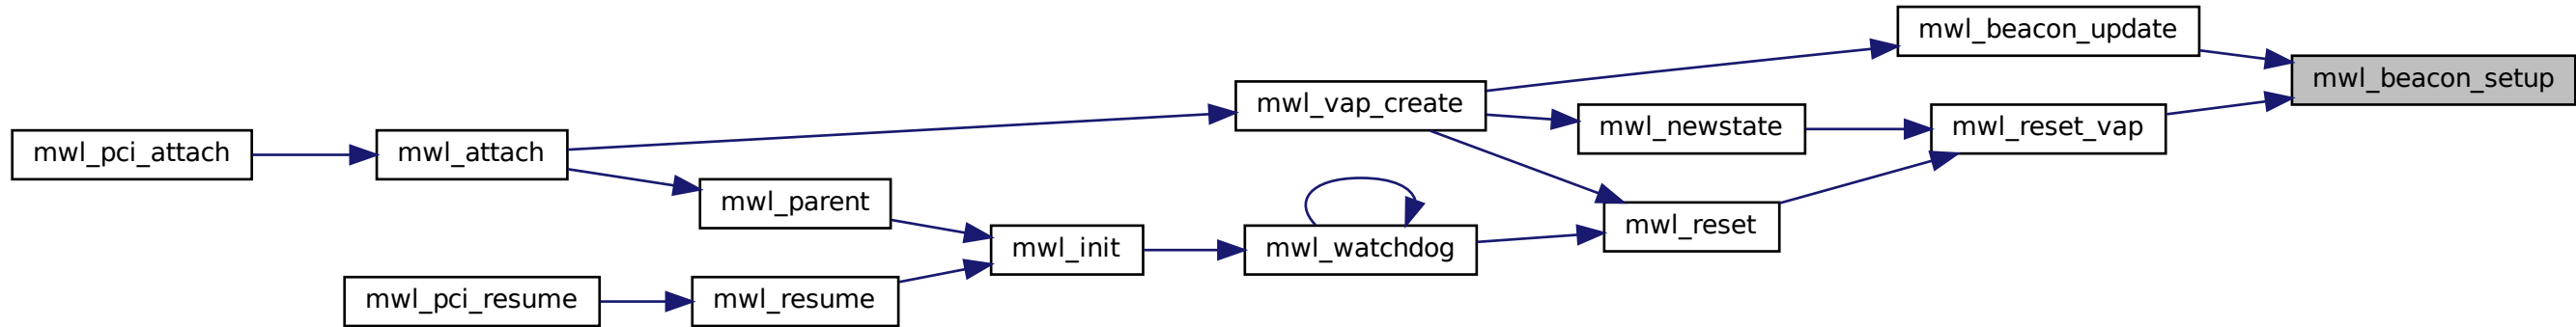 mwl_beacon_update
mwl_beacon_setup
mwl_vap_create
mwl_newstate
mwl_reset_vap
mwl_pci_attach
mwl_attach
mwl_parent
mwl_reset
mwl_init
mwl_watchdog
mwl_pci_resume
mwl_resume